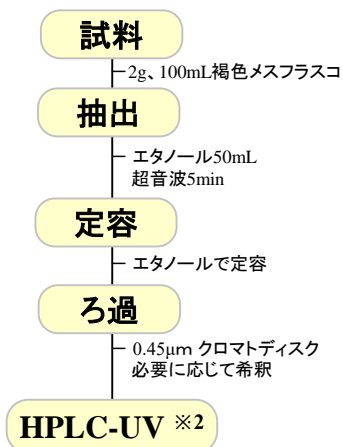 試料
2g、100mL褐色メスフラスコ
抽出
エタノール50mL
超音波5min
定容
エタノールで定容
ろ過
0.45μm クロマトディスク
必要に応じて希釈
HPLC-UV ※2